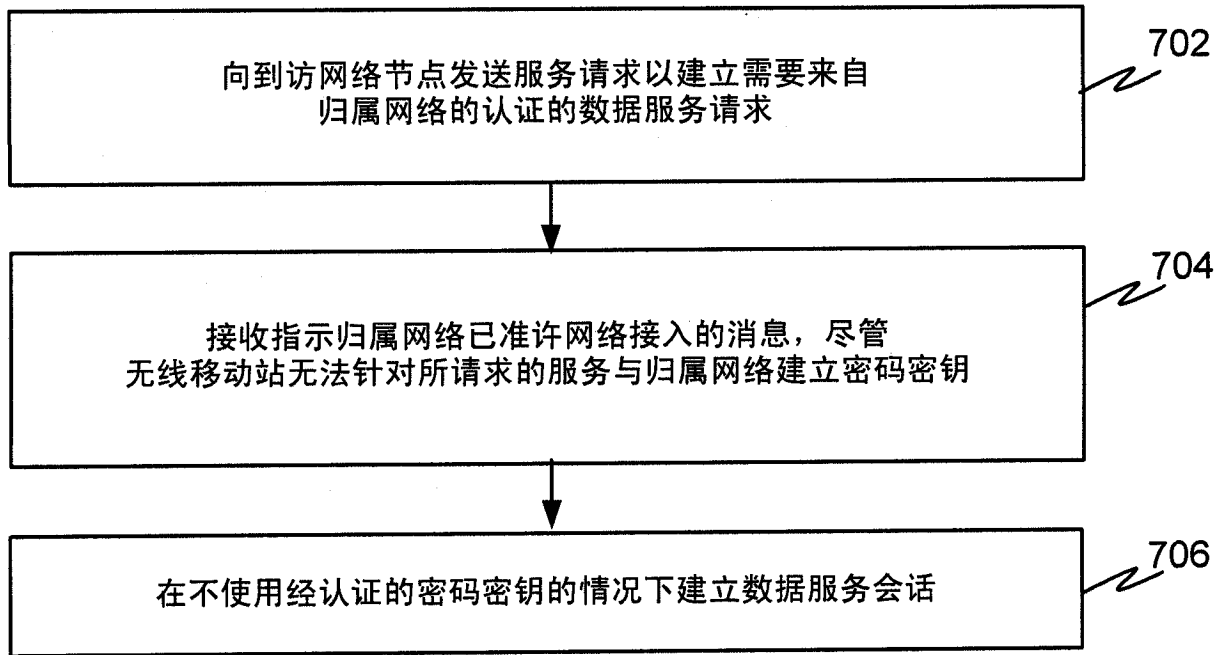 702
向到访网络节点发送服务请求以建立需要来自
归属网络的认证的数据服务请求
704
接收指示归属网络已准许网络接入的消息，尽管
无线移动站无法针对所请求的服务与归属网络建立密码密钥
706
在不使用经认证的密码密钥的情况下建立数据服务会话